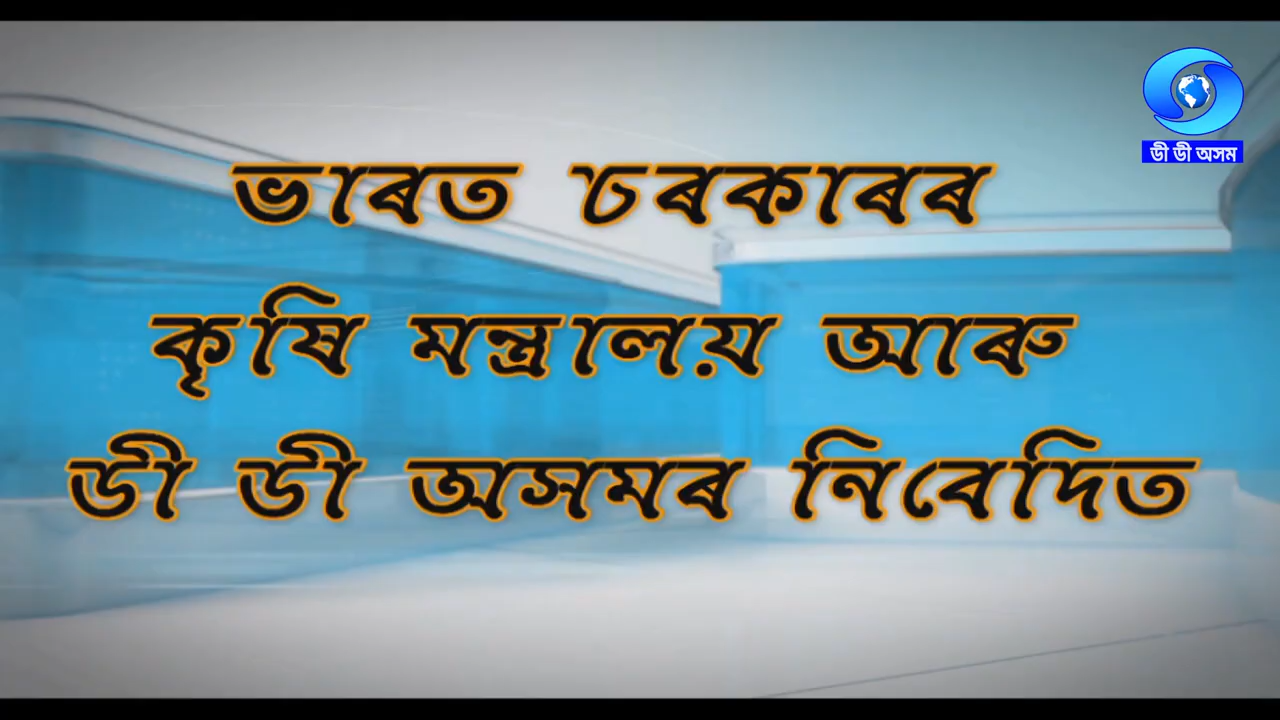 ডী ডী অসম
ভাৰত চৰকাৰৰ
কৃষি মন্ত্ৰালয় আৰু
ডী ডী অসমৰ নিবেদিত